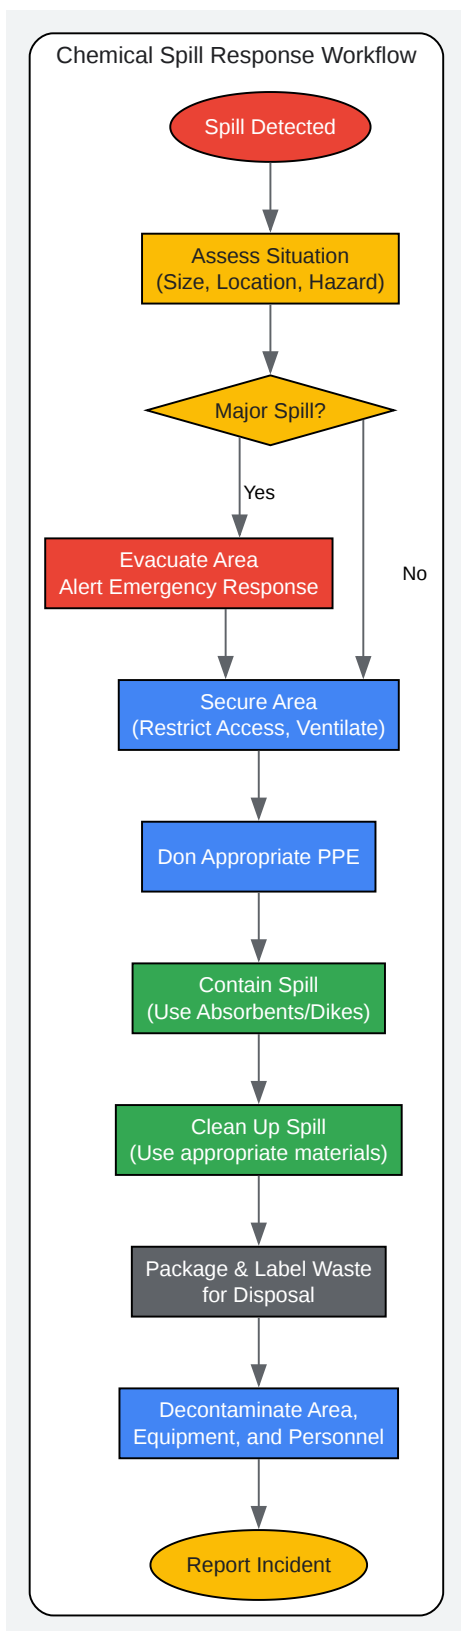 Chemical Spill Response Workflow
Spill Detected
Assess Situation
(Size, Location, Hazard)
Major Spill?
Yes
Evacuate Area
Alert Emergency Response
No
Secure Area
(Restrict Access, Ventilate)
Don Appropriate PPE
Contain Spill
(Use Absorbents/Dikes)
Clean Up Spill
(Use appropriate materials)
Package & Label Waste
for Disposal
Decontaminate Area,
Equipment, and Personnel
Report Incident